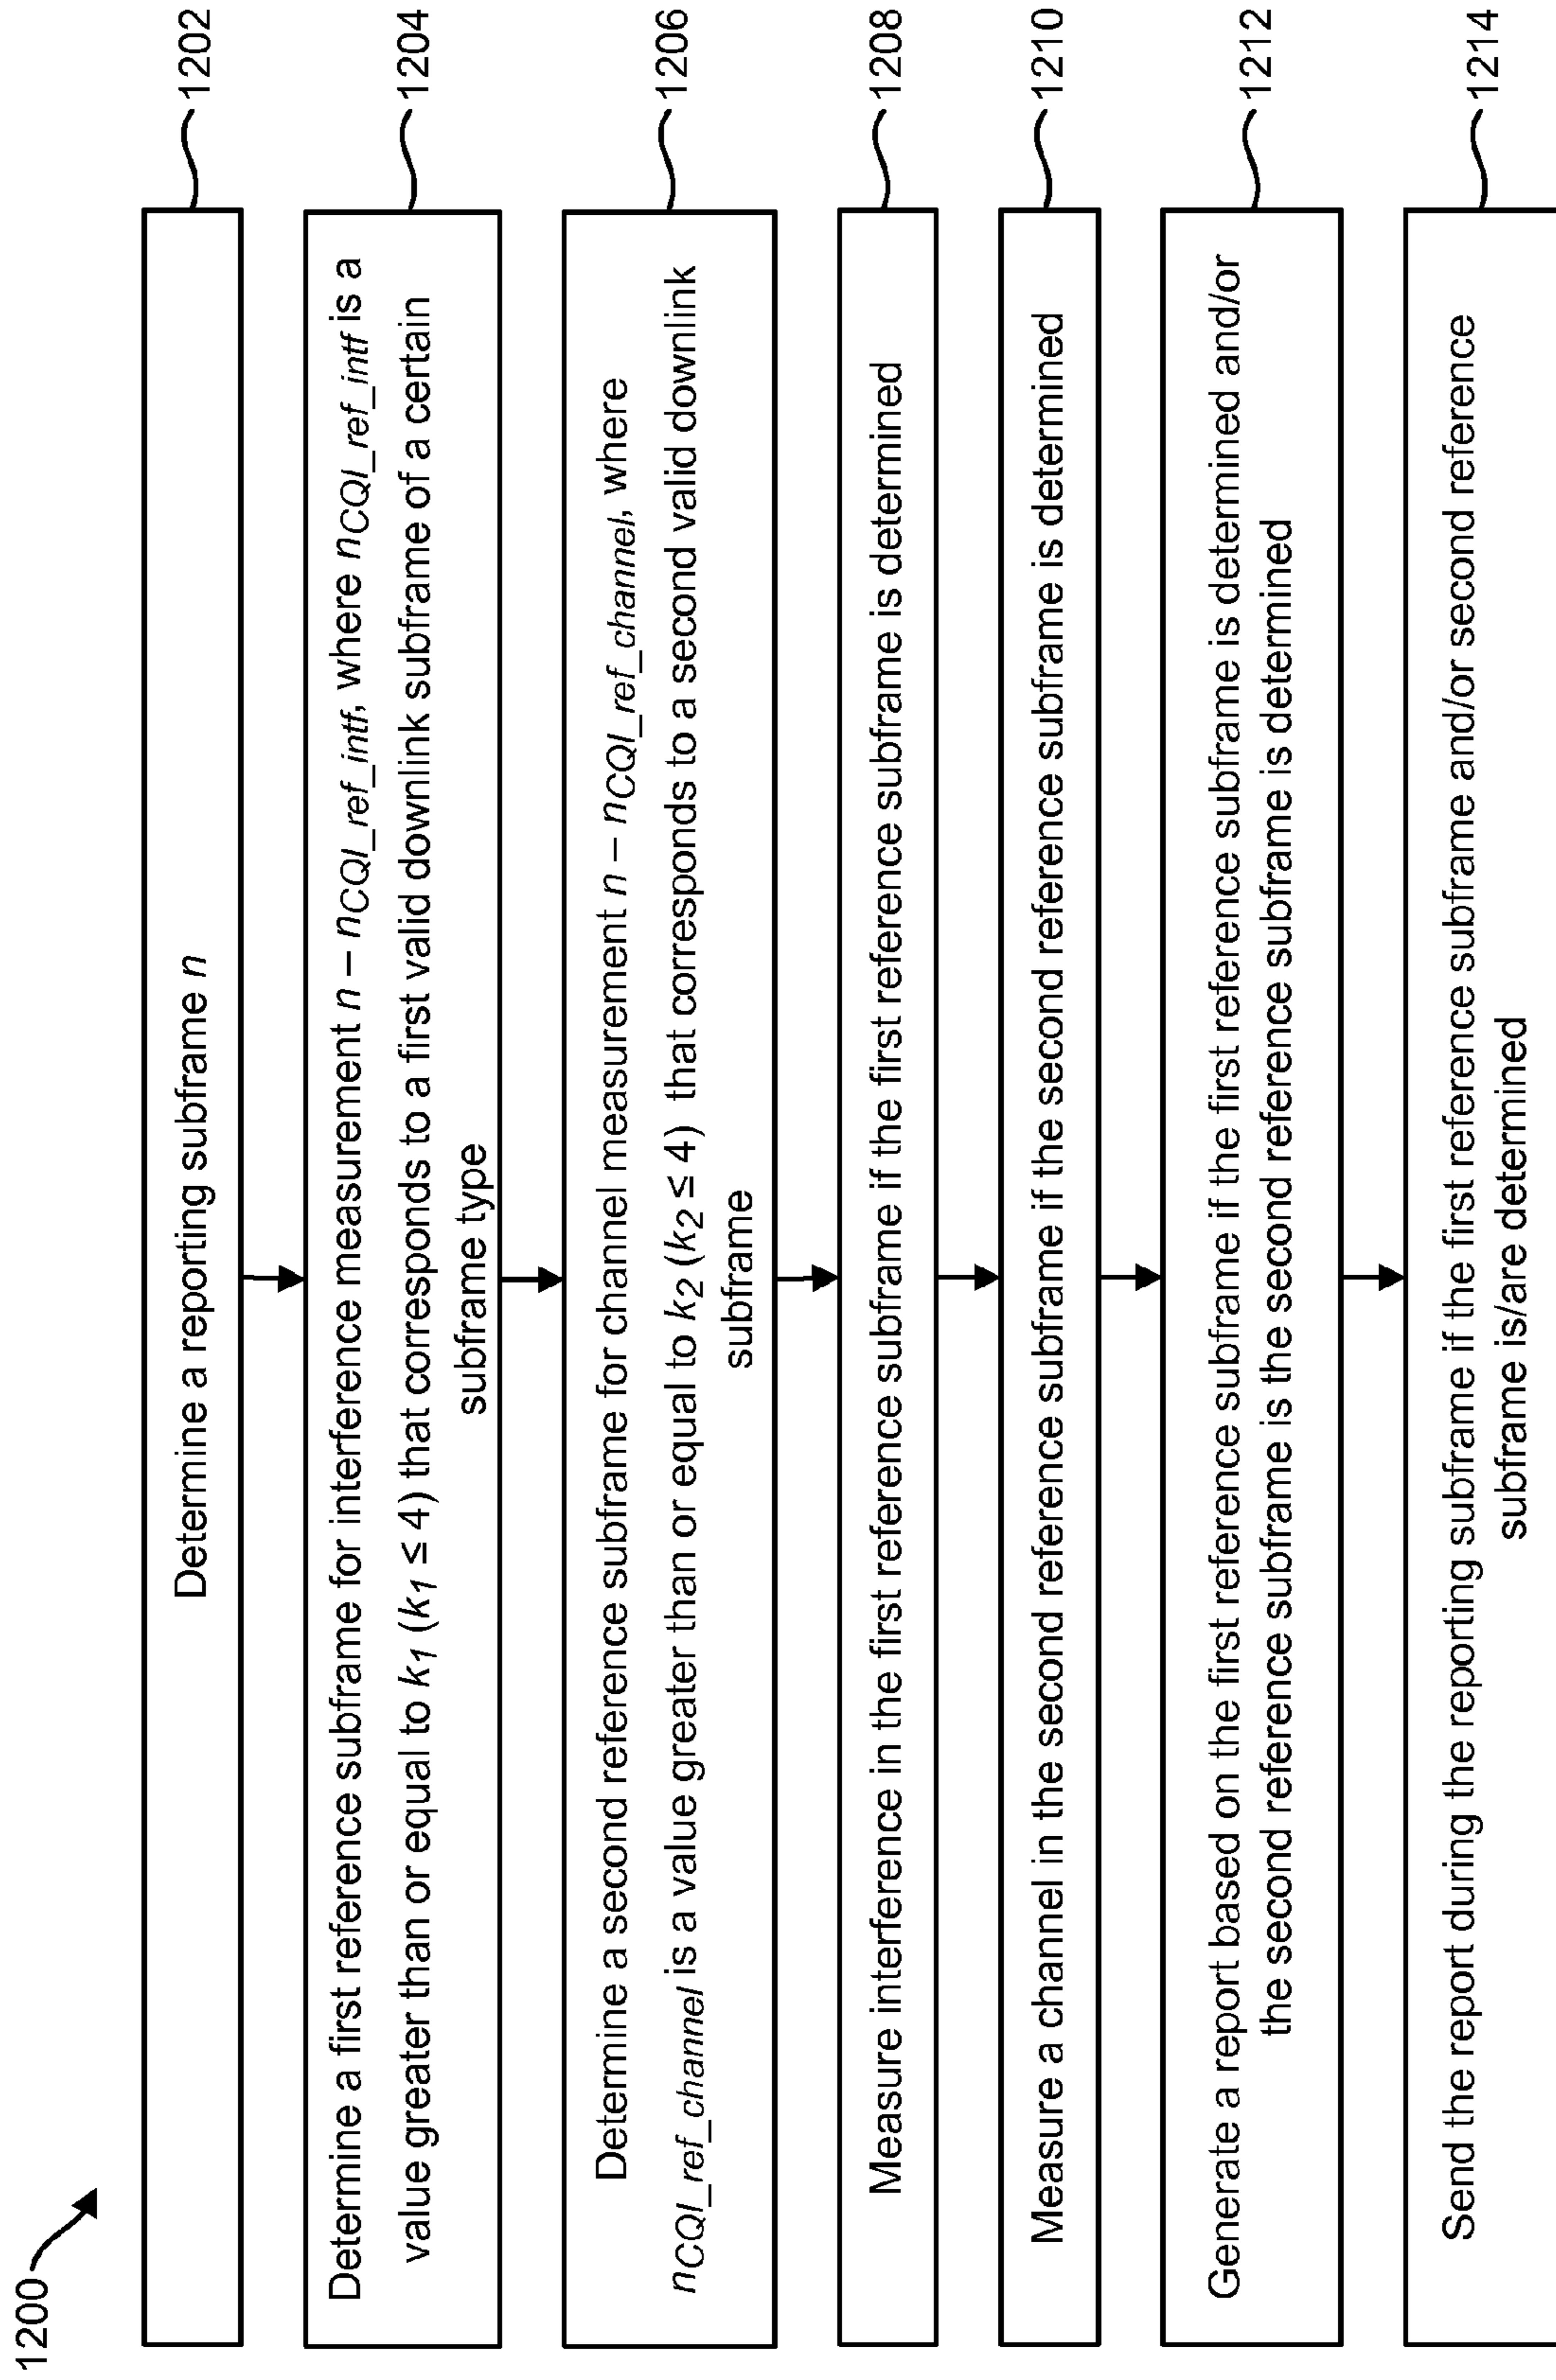 1200
Determine a reporting subframe n
1202
Determine a first reference subframe for interference measurement n – nCQI_ref_intf, where nCQI_ref_intf is a
value greater than or equal to k1 (k1 ≤ 4) that corresponds to a first valid downlink subframe of a certain
subframe type
1204
Determine a second reference subframe for channel measurement n – nCQI_ref_channel, where
nCQI_ref_channel is a value greater than or equal to k2 (k2 ≤ 4) that corresponds to a second valid downlink
subframe
1206
Measure interference in the first reference subframe if the first reference subframe is determined
1208
Measure a channel in the second reference subframe if the second reference subframe is determined
1210
Generate a report based on the first reference subframe if the first reference subframe is determined and/or
the second reference subframe is the second reference subframe is determined
1212
Send the report during the reporting subframe if the first reference subframe and/or second reference
subframe is/are determined
1214